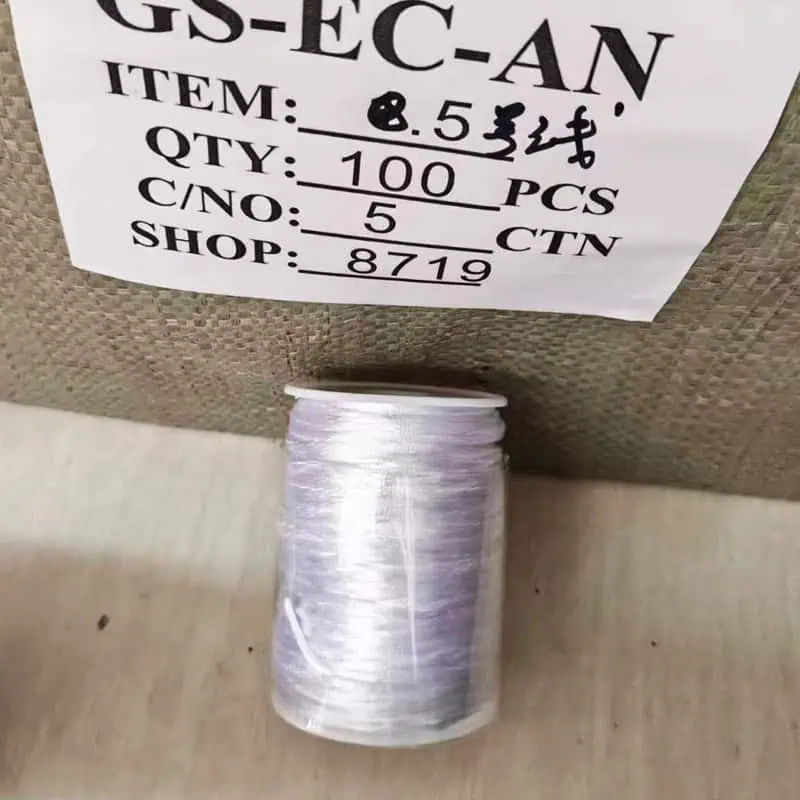 GS-EC-AN
ITEM: 8.5号线
QTY: 100 PCS
C/NO: 5 CTN
SHOP: 8719